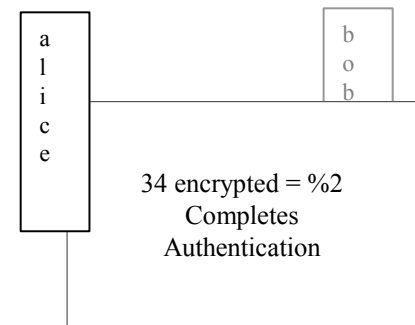 a
l
i
c
e
b
o
b
34 encrypted = %2
Completes
Authentication